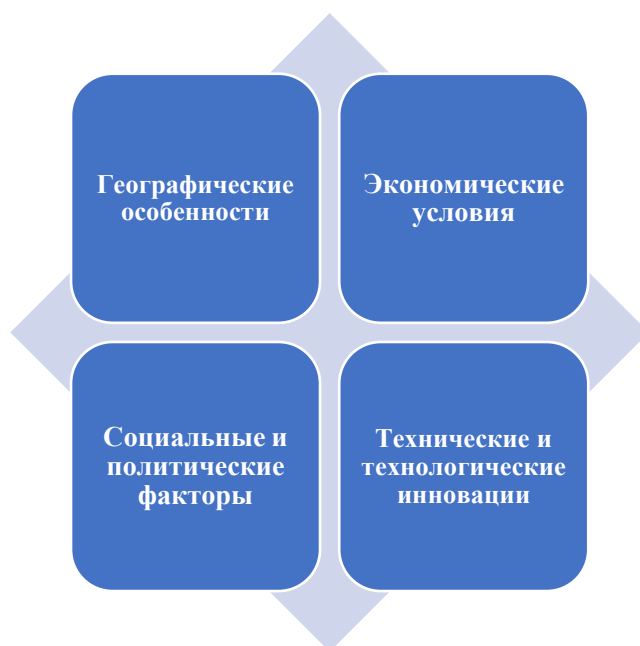 Географические
особенности
Экономические
условия
Социальные и
политические
факторы
Технические и
технологические
инновации